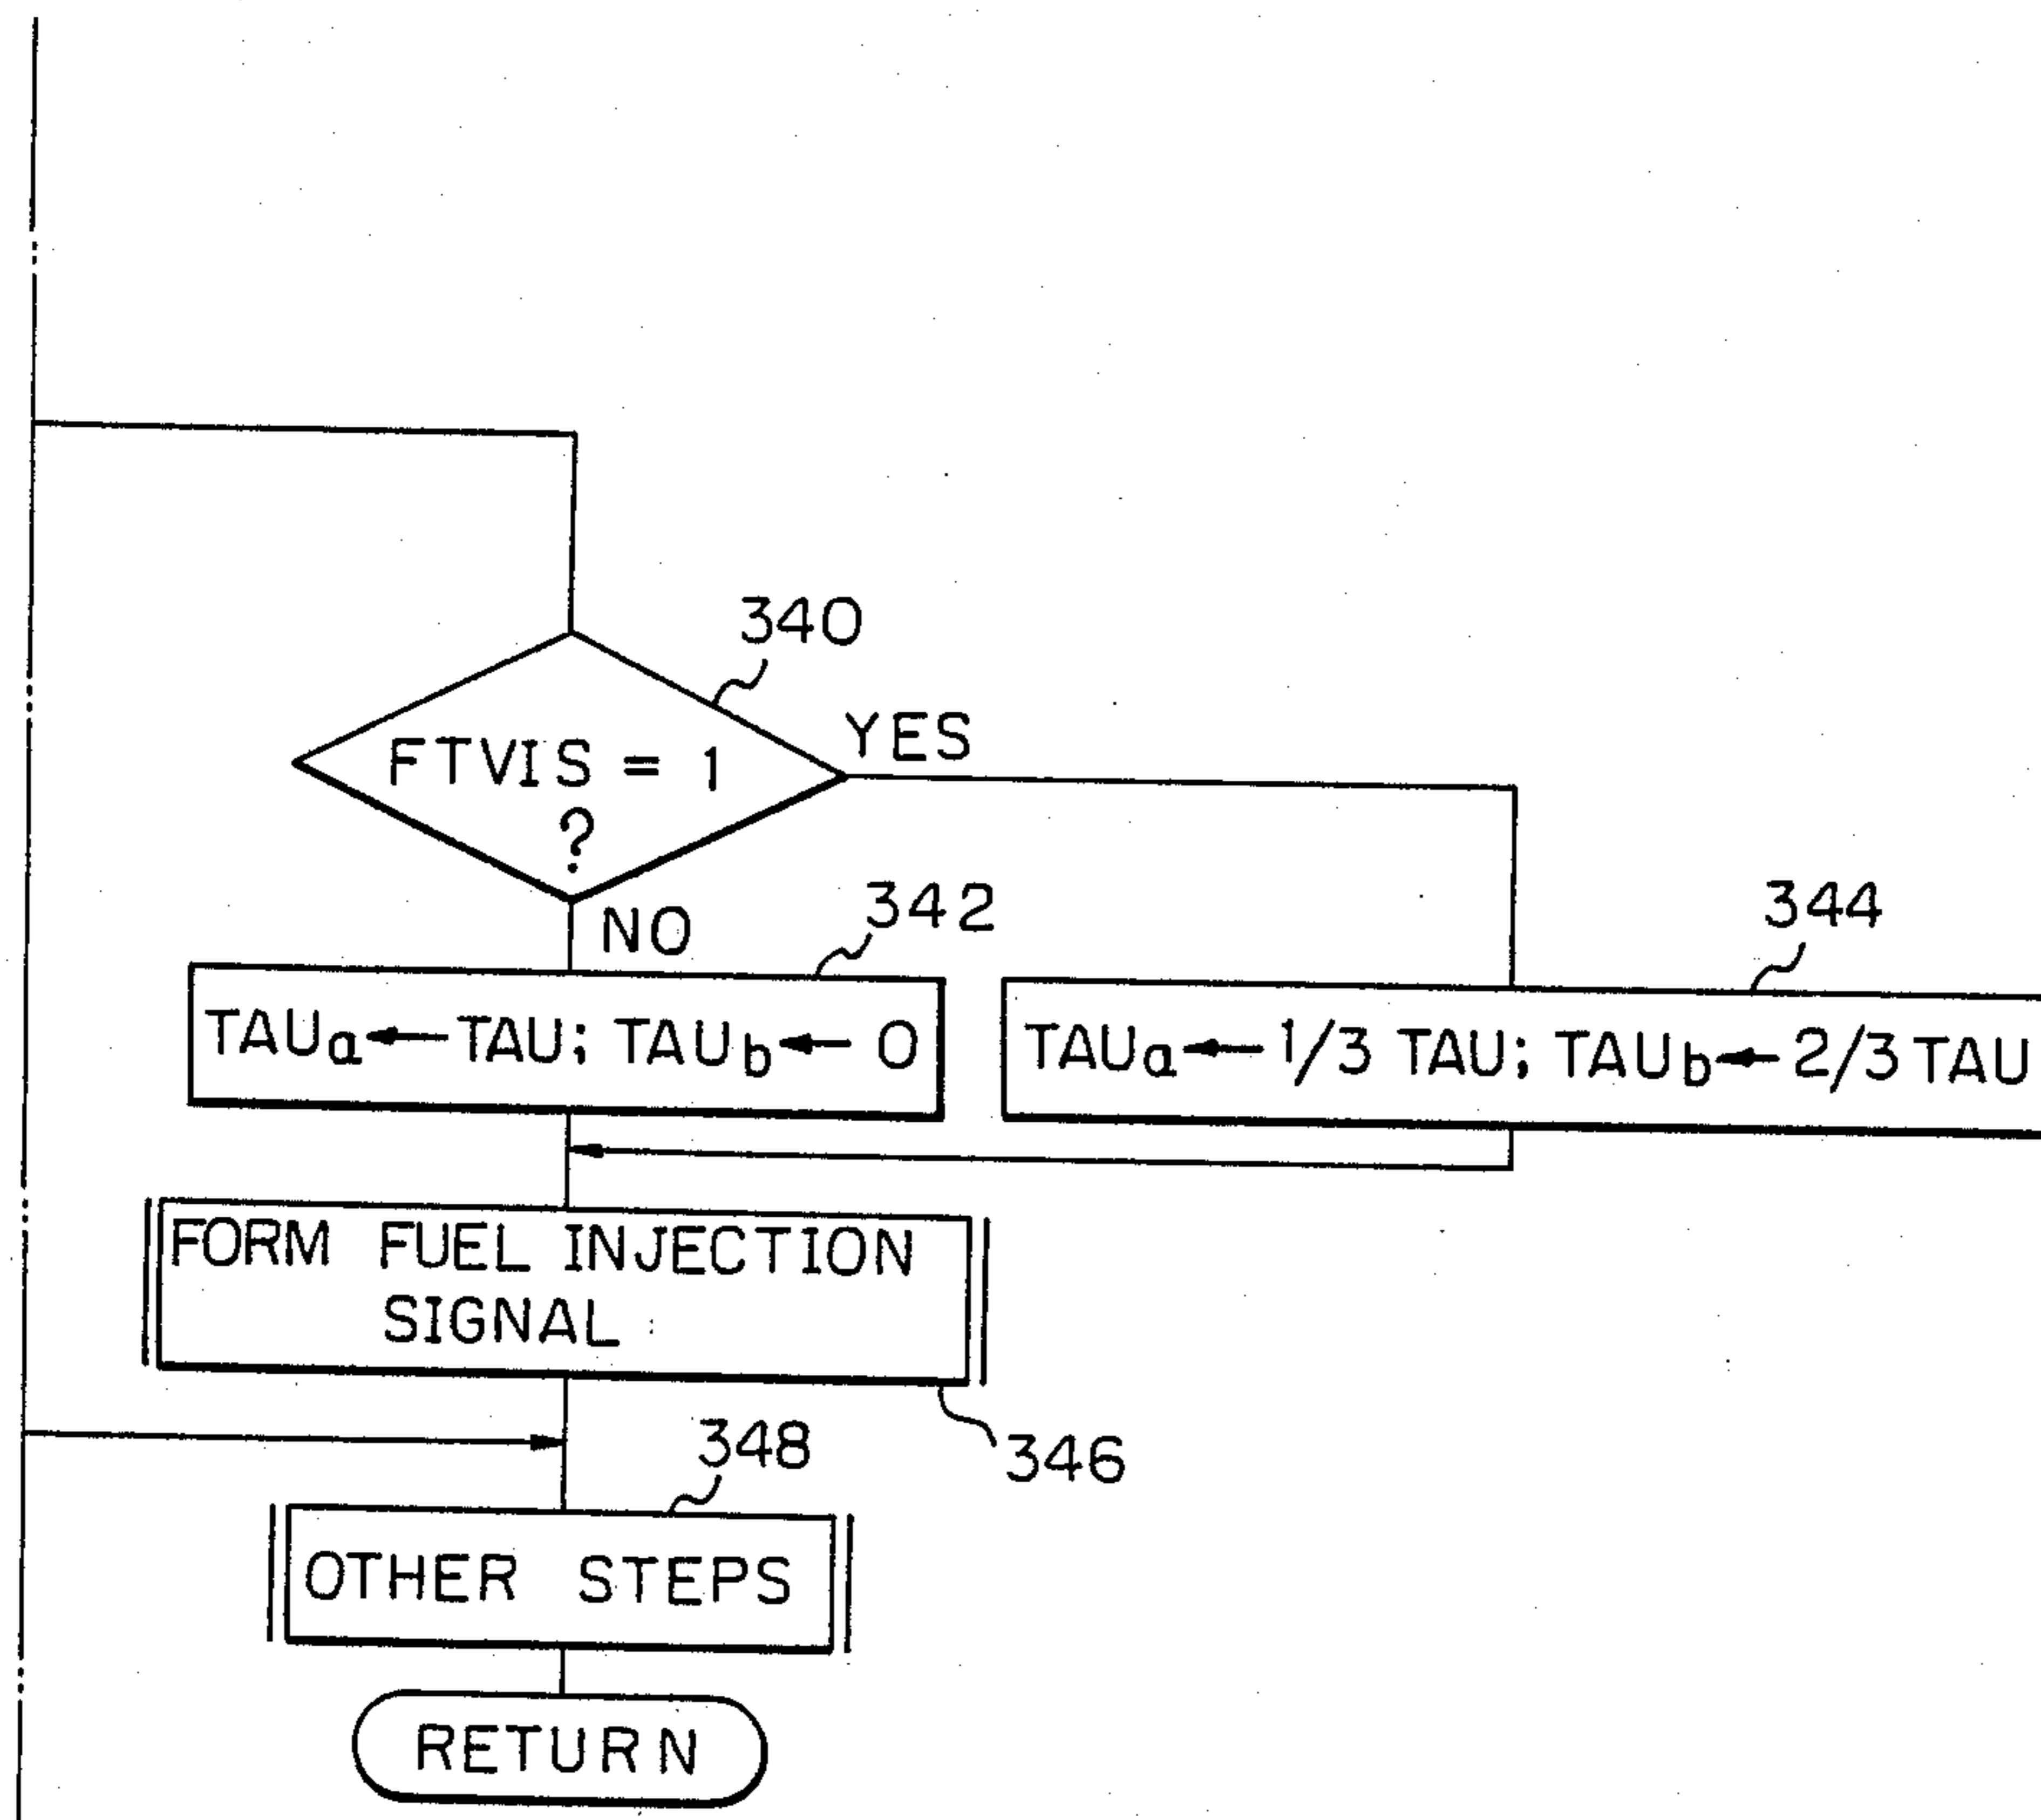 340
FTVIS = 1
?
YES
NO
342
344
TAUa ← TAU; TAUb ← 0
TAUa ← 1/3 TAU; TAUb ← 2/3 TAU
FORM FUEL INJECTION
SIGNAL
346
348
OTHER STEPS
RETURN